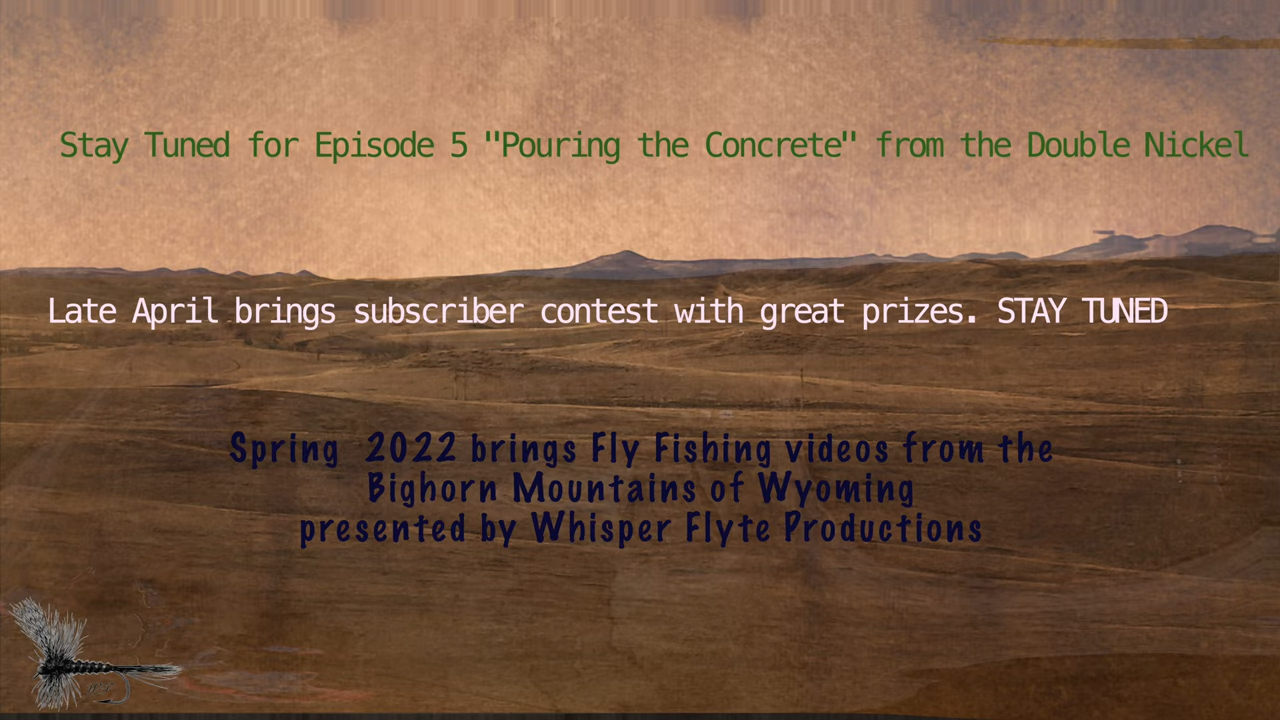 Stay Tuned for Episode 5 "Pouring the Concrete" from the Double Nickel
Late April brings subscriber contest with great prizes. STAY TUNED
Spring 2022 brings Fly Fishing videos from the
Bighorn Mountains of Wyoming
presented by Whisper Flyte Productions